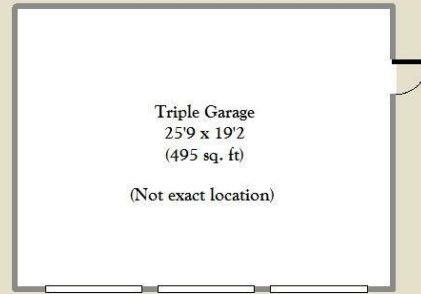 Triple Garage
25'9 x 19'2
(495 sq. ft)
(Not exact location)